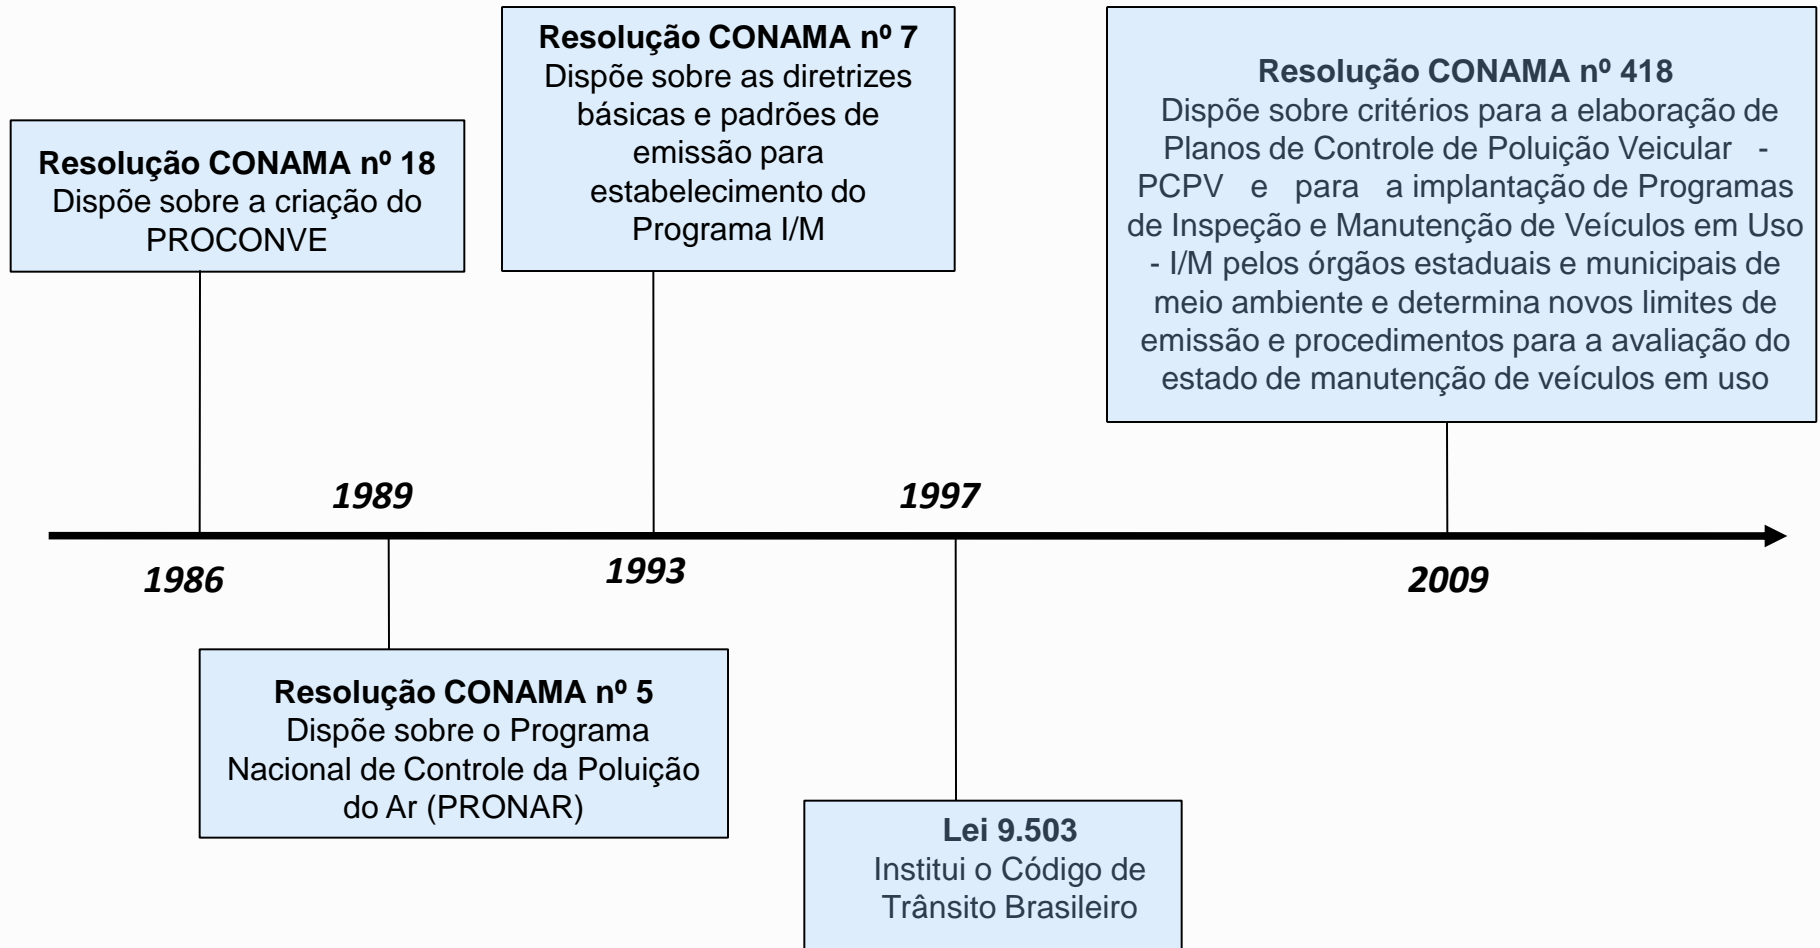 Resolução CONAMA nº 18
Dispõe sobre a criação do
PROCONVE
Resolução CONAMA nº 7
Dispõe sobre as diretrizes
básicas e padrões de
emissão para
estabelecimento do
Programa I/M
Resolução CONAMA nº 418
Dispõe sobre critérios para a elaboração de
Planos de Controle de Poluição Veicular -
PCPV e para a implantação de Programas
de Inspeção e Manutenção de Veículos em Uso
- I/M pelos órgãos estaduais e municipais de
meio ambiente e determina novos limites de
emissão e procedimentos para a avaliação do
estado de manutenção de veículos em uso
1989
1997
1986
1993
2009
Resolução CONAMA nº 5
Dispõe sobre o Programa
Nacional de Controle da Poluição
do Ar (PRONAR)
Lei 9.503
Institui o Código de
Trânsito Brasileiro